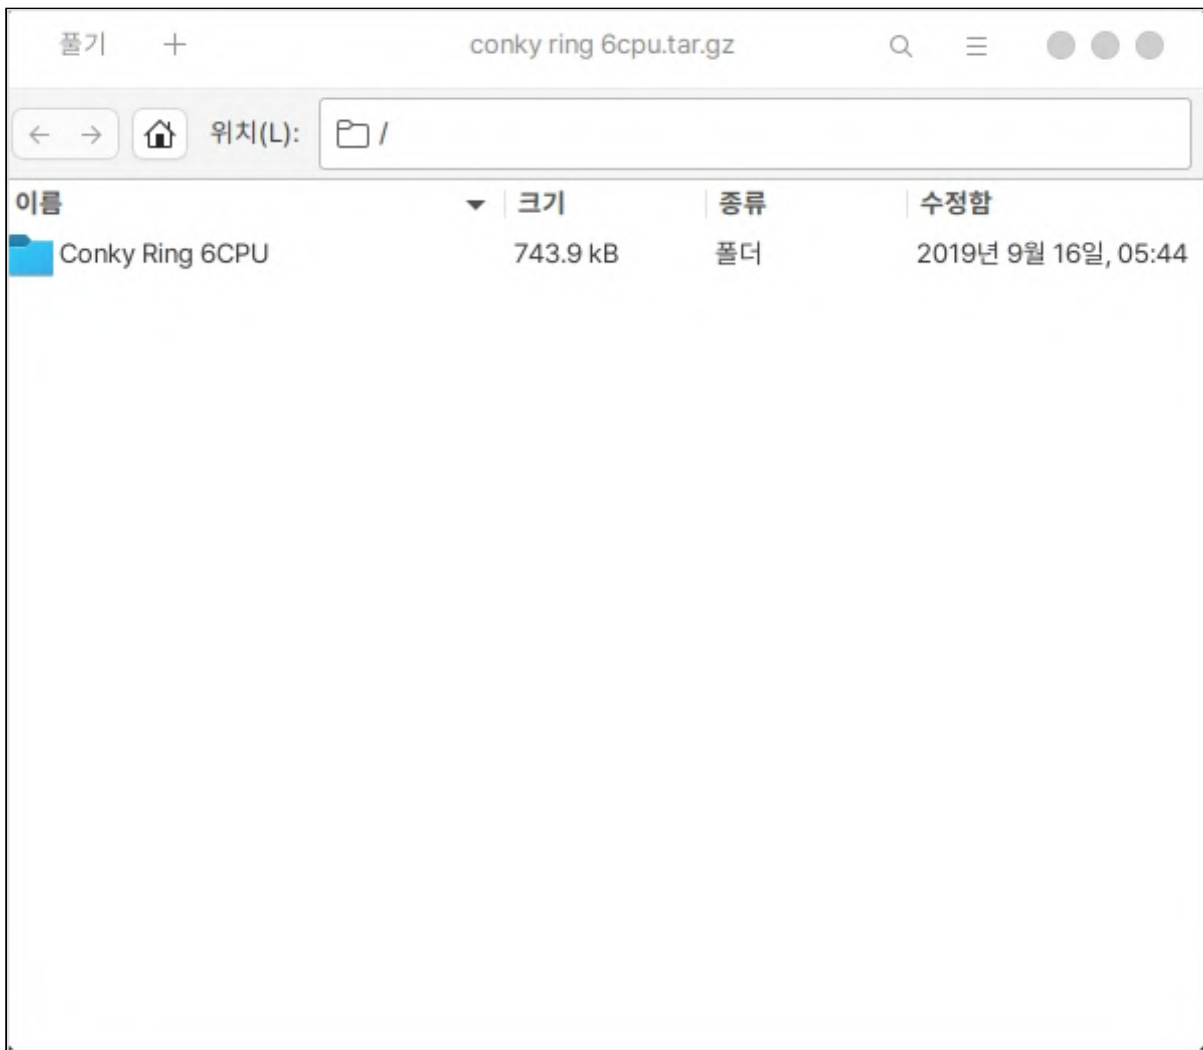 풀기 + conky ring 6cpu.tar.gz
위치(L): /
이름 크기 종류 수정함
Conky Ring 6CPU 743.9 kB 폴더 2019년 9월 16일, 05:44